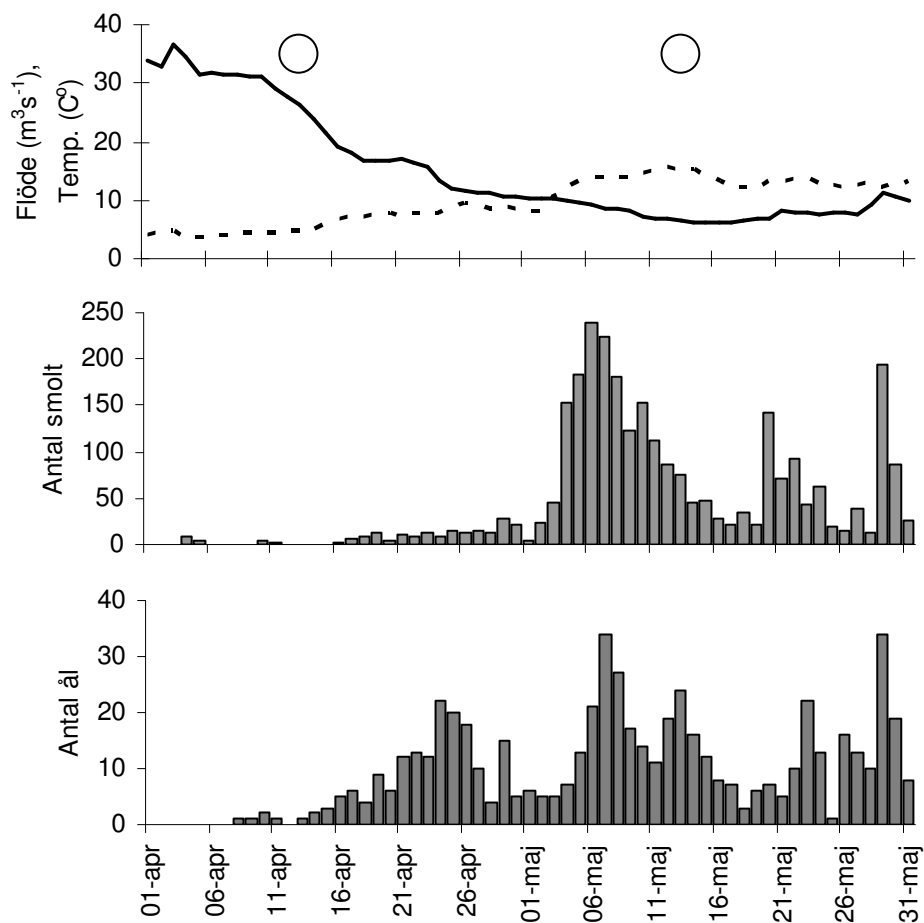 Flöde (m³s⁻¹),
Temp. (C°)
40
30
20
10
0
Antal smolt
250
200
150
100
50
0
Antal ål
40
30
20
10
0
01-apr
06-apr
11-apr
16-apr
21-apr
26-apr
01-maj
06-maj
11-maj
16-maj
21-maj
26-maj
31-maj